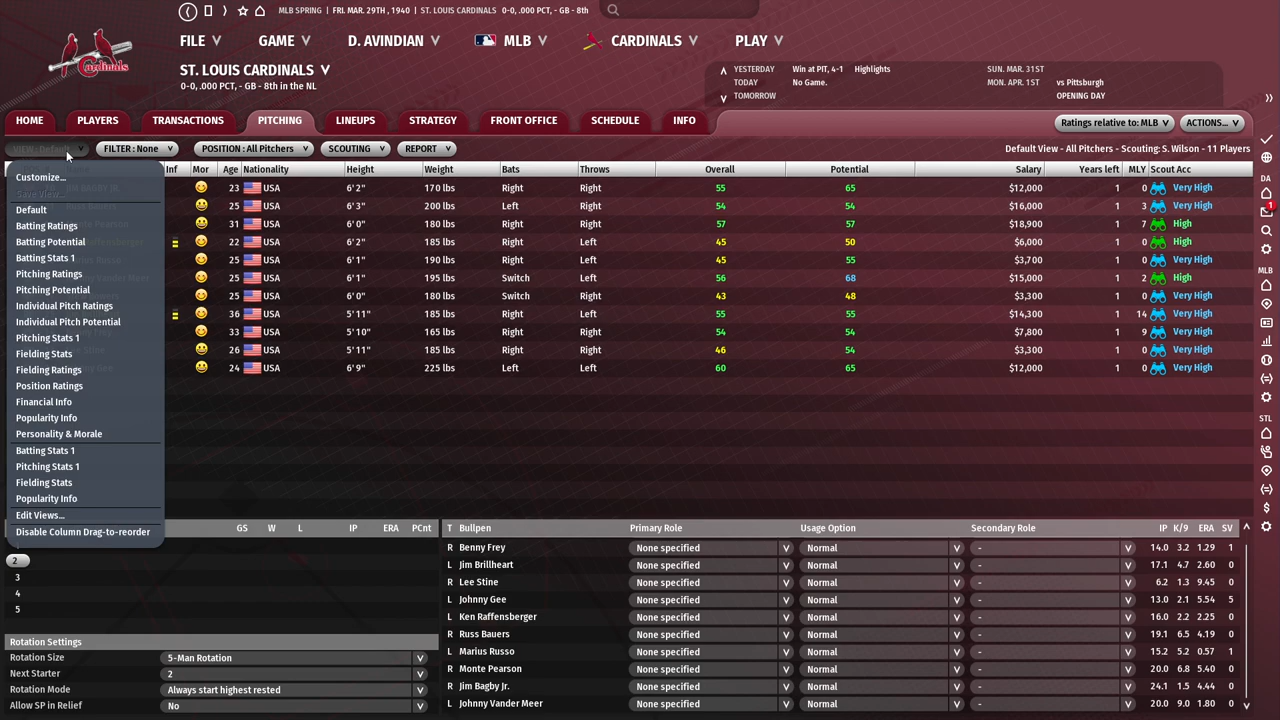 MLB SPRING | FRI. MAR. 29TH , 1940 | ST. LOUIS CARDINALS 0-0, .000 PCT, - GB - 8th
FILE GAME D. AVINDIAN MLB CARDINALS PLAY
Cardinals
ST. LOUIS CARDINALS
0-0, .000 PCT, - GB - 8th in the NL
YESTERDAY Win at PIT, 4-1 Highlights SUN. MAR. 31ST
TODAY No Game. MON. APR. 1ST vs Pittsburgh
TOMORROW OPENING DAY
HOME PLAYERS TRANSACTIONS PITCHING LINEUPS STRATEGY FRONT OFFICE SCHEDULE INFO Ratings relative to: MLB ACTIONS...
VIEW : Default FILTER : None POSITION : All Pitchers SCOUTING REPORT Default View - All Pitchers - Scouting: S. Wilson - 11 Players
Inf Mor Age Nationality Height Weight Bats Throws Overall Potential Salary Years left MLY Scout Acc
23 USA 6'2" 170 lbs Right Right 55 65 $12,000 1 0 Very High
25 USA 6'3" 200 lbs Left Right 54 54 $16,000 1 3 Very High
31 USA 6'0" 180 lbs Right Right 57 57 $18,900 1 7 High
22 USA 6'2" 185 lbs Right Left 45 50 $6,000 1 0 High
25 USA 6'1" 190 lbs Right Left 45 55 $3,700 1 0 Very High
25 USA 6'1" 195 lbs Switch Left 56 68 $15,000 1 2 High
25 USA 6'0" 180 lbs Switch Right 43 48 $3,300 1 0 Very High
36 USA 5'11" 185 lbs Right Left 55 55 $14,300 1 14 Very High
33 USA 5'10" 165 lbs Right Right 54 54 $7,800 1 9 Very High
26 USA 5'11" 185 lbs Right Right 46 54 $3,300 1 0 Very High
24 USA 6'9" 225 lbs Left Left 60 65 $12,000 1 0 Very High
Customize...
Save View...
Default
Batting Ratings
Batting Potential
Batting Stats 1
Pitching Ratings
Pitching Potential
Individual Pitch Ratings
Individual Pitch Potential
Pitching Stats 1
Fielding Stats
Fielding Ratings
Position Ratings
Financial Info
Popularity Info
Personality & Morale
Batting Stats 1
Pitching Stats 1
Fielding Stats
Popularity Info
Edit Views...
Disable Column Drag-to-reorder
DA
1
MLB
STL
GS W L IP ERA PCnt
2
3
4
5
Rotation Settings
Rotation Size 5-Man Rotation
Next Starter 2
Rotation Mode Always start highest rested
Allow SP in Relief No
T Bullpen Primary Role Usage Option Secondary Role IP K/9 ERA SV
R Benny Frey None specified Normal - 14.0 3.2 1.29 1
L Jim Brillheart None specified Normal - 17.1 4.7 2.60 0
R Lee Stine None specified Normal - 6.2 1.3 9.45 0
L Johnny Gee None specified Normal - 13.0 2.1 5.54 5
L Ken Raffensberger None specified Normal - 16.0 2.2 2.25 0
R Russ Bauers None specified Normal - 19.1 6.5 4.19 0
L Marius Russo None specified Normal - 15.2 5.2 0.57 1
R Monte Pearson None specified Normal - 20.0 6.8 5.40 0
R Jim Bagby Jr. None specified Normal - 24.1 1.5 4.44 0
L Johnny Vander Meer None specified Normal - 20.0 9.0 1.80 0